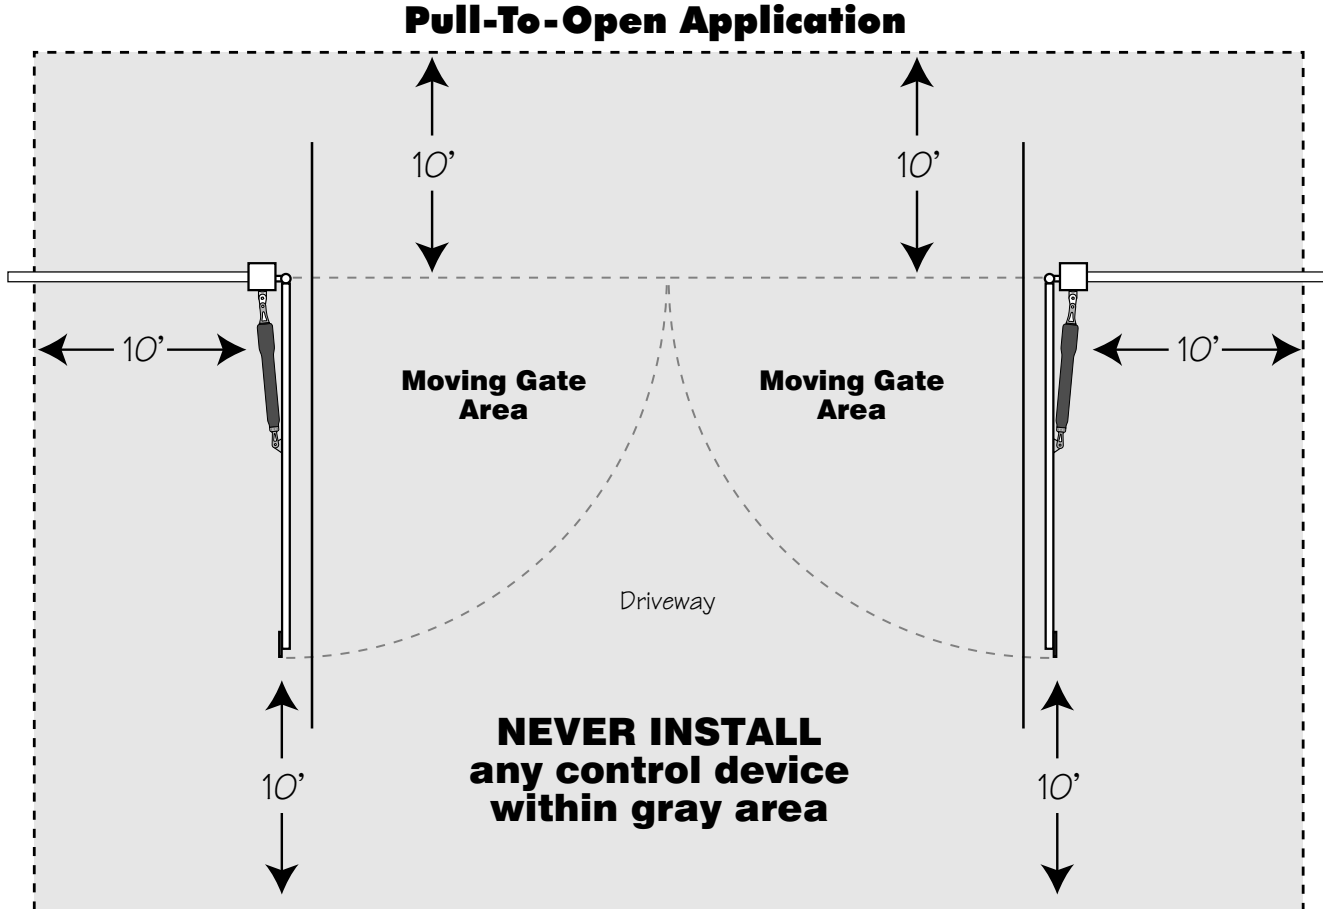 Pull-To-Open Application
10’
10’
10’
10’
Moving Gate
Area
Moving Gate
Area
Driveway
NEVER INSTALL
any control device
within gray area
10’
10’